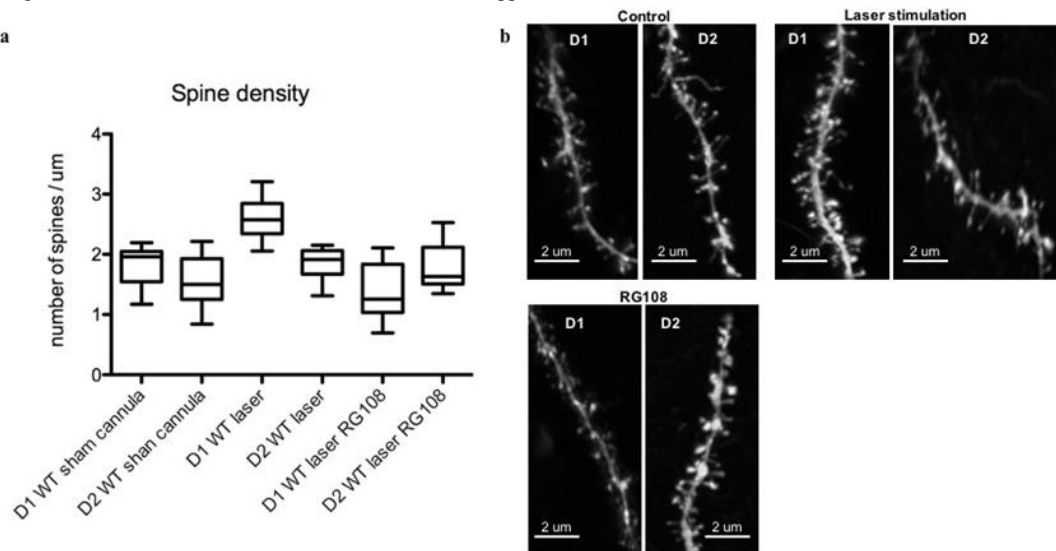 a
Spine density
number of spines / um
4
3
2
1
0
D1 WT sham cannula
D2 WT shan cannula
D1 WT laser
D2 WT laser
D1 WT laser RG108
D2 WT laser RG108
b
Control
Laser stimulation
D1
D2
D1
D2
2 um
2 um
2 um
2 um
RG108
D1
D2
2 um
2 um